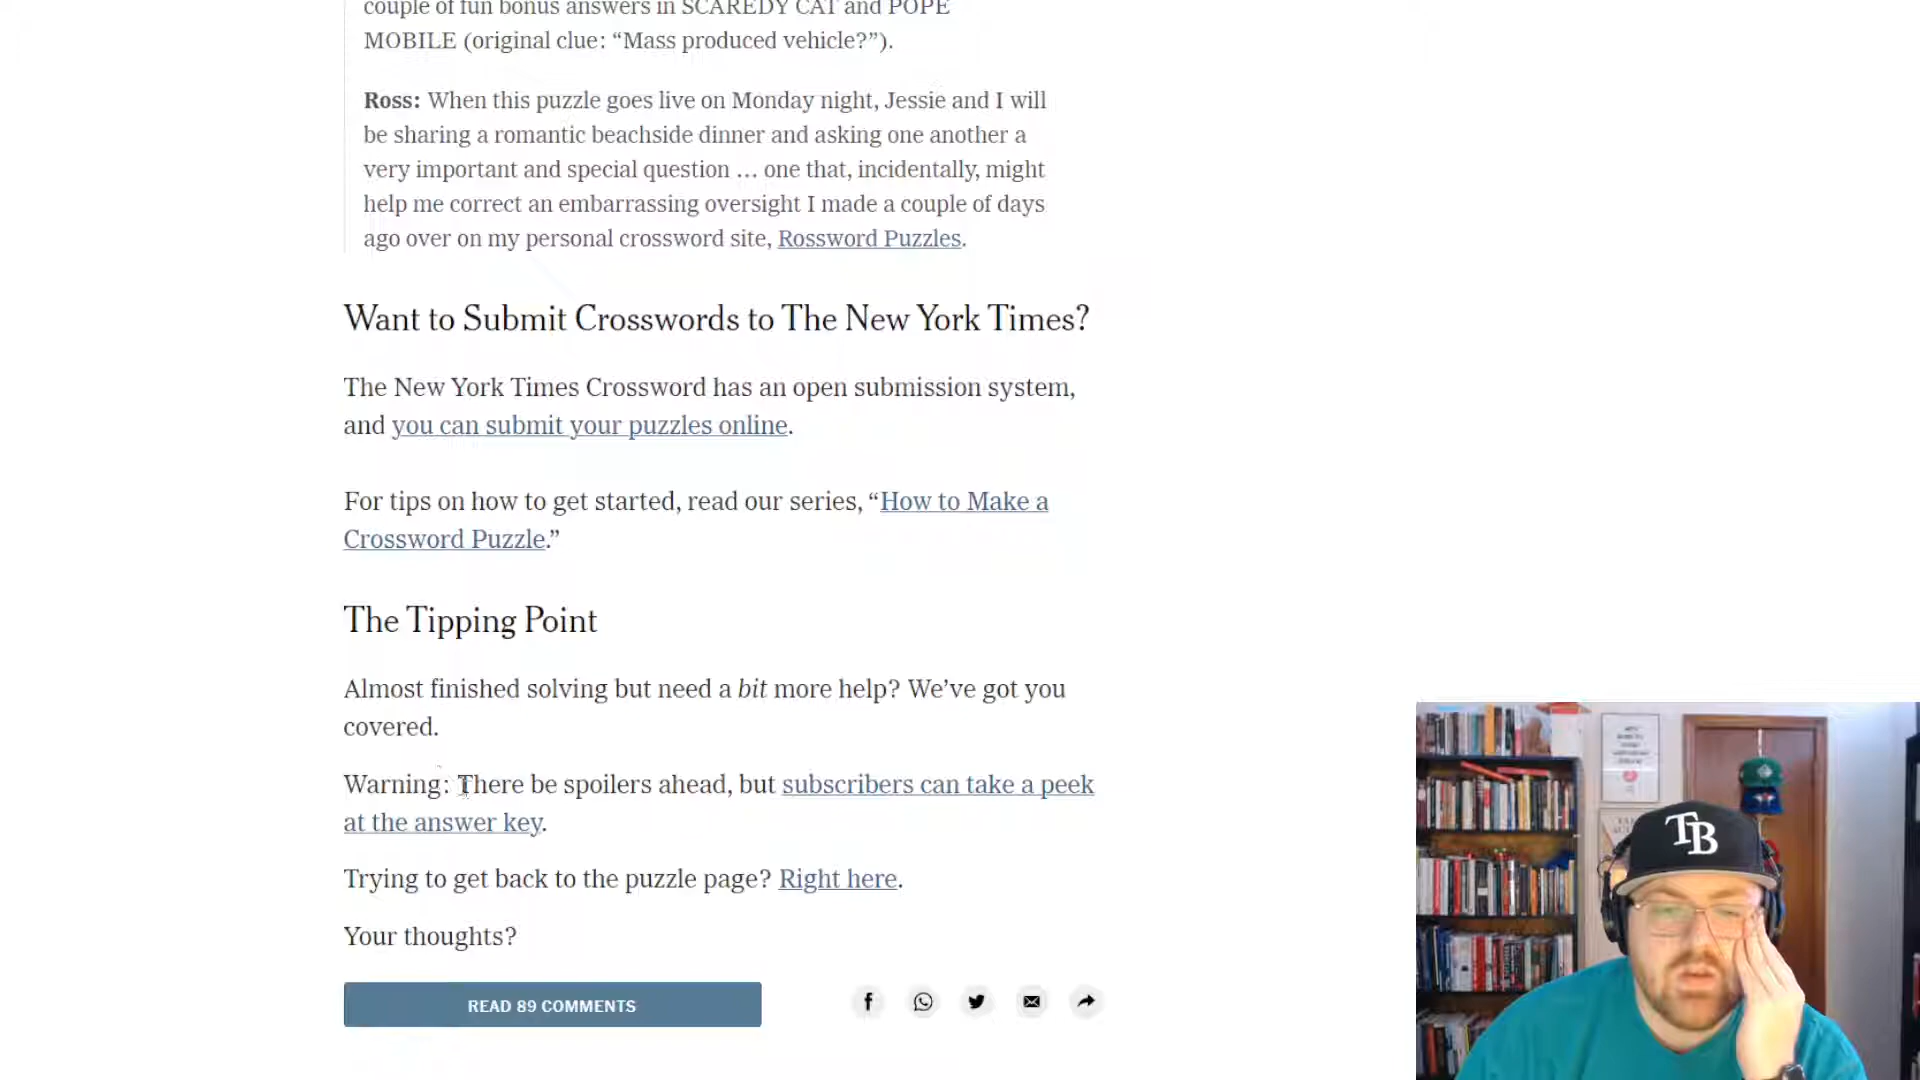 couple of fun bonus answers in SCAREDY CAT and POPE
MOBILE (original clue: “Mass produced vehicle?”).
Ross: When this puzzle goes live on Monday night, Jessie and I will
be sharing a romantic beachside dinner and asking one another a
very important and special question … one that, incidentally, might
help me correct an embarrassing oversight I made a couple of days
ago over on my personal crossword site, Rossword Puzzles.
Want to Submit Crosswords to The New York Times?
The New York Times Crossword has an open submission system,
and you can submit your puzzles online.
For tips on how to get started, read our series, “How to Make a
Crossword Puzzle.”
The Tipping Point
Almost finished solving but need a bit more help? We’ve got you
covered.
Warning: There be spoilers ahead, but subscribers can take a peek
at the answer key.
Trying to get back to the puzzle page? Right here.
Your thoughts?
READ 89 COMMENTS
TB